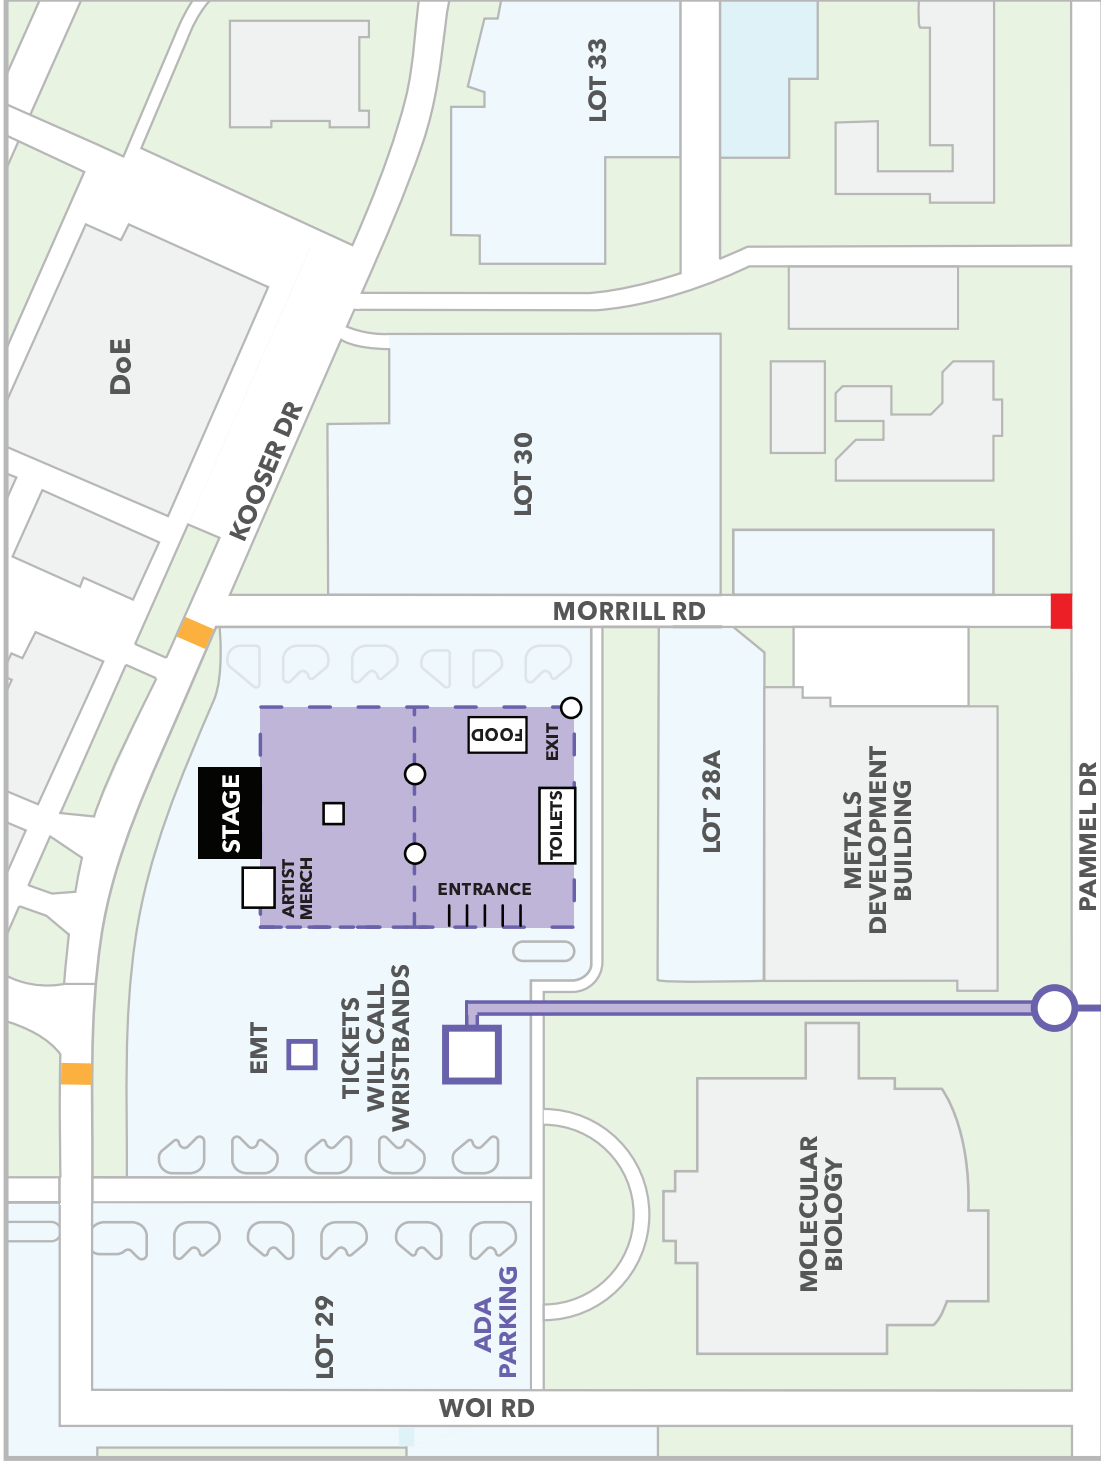 LOT 33
DoE
KOOSER DR
LOT 30
MORRILL RD
FOOD
EXIT
STAGE
TOILETS
ARTIST
MERCH
ENTRANCE
LOT 28A
METALS
DEVELOPMENT
BUILDING
PAMMEL DR
EMT
TICKETS
WILL CALL
WRISTBANDS
MOLECULAR
BIOLOGY
LOT 29
ADA
PARKING
WOI RD